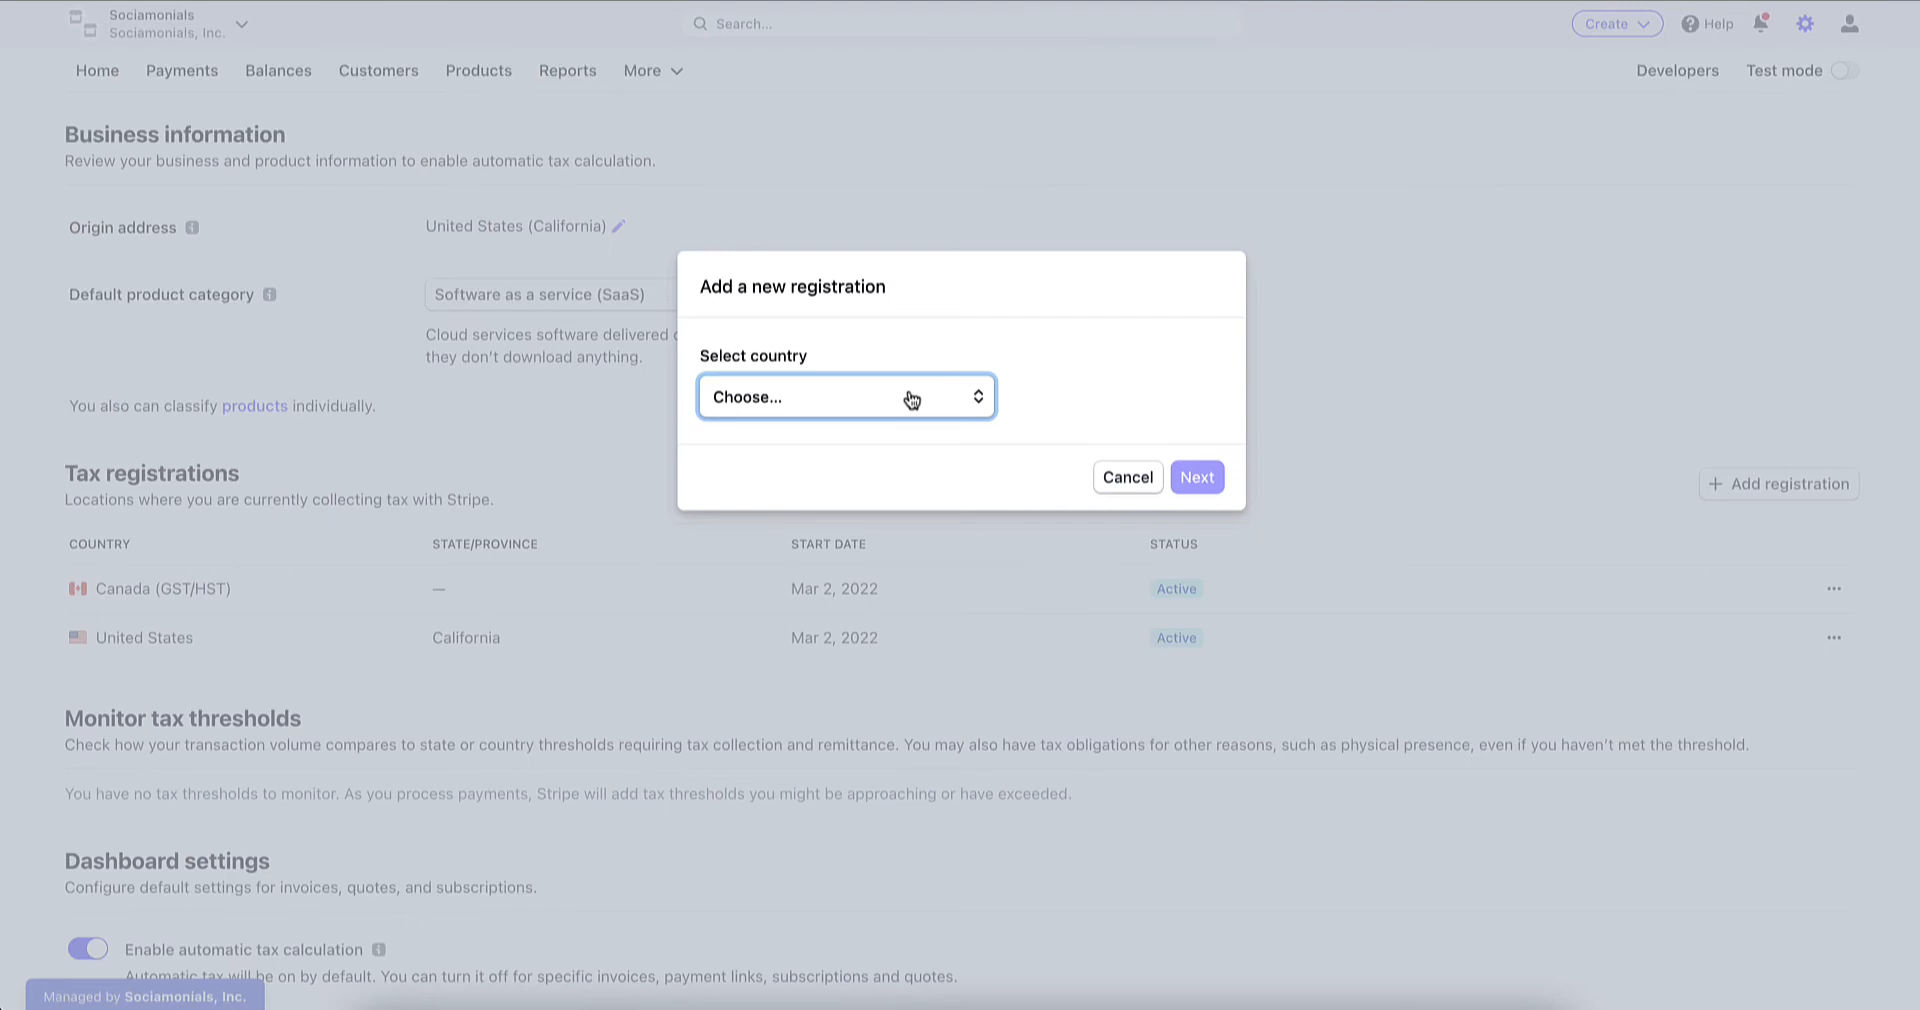 Sociamonials
Sociamonials, Inc.
Search...
Create
Help
Home Payments Balances Customers Products Reports More Developers Test mode
Business information
Review your business and product information to enable automatic tax calculation.
Origin address United States (California)
Default product category Software as a service (SaaS)
Cloud services software delivered
they don't download anything.
You also can classify products individually.
Add a new registration
Select country
Choose...
Cancel Next
Tax registrations
Locations where you are currently collecting tax with Stripe.
+ Add registration
COUNTRY STATE/PROVINCE START DATE STATUS
Canada (GST/HST) — Mar 2, 2022 Active ...
United States California Mar 2, 2022 Active ...
Monitor tax thresholds
Check how your transaction volume compares to state or country thresholds requiring tax collection and remittance. You may also have tax obligations for other reasons, such as physical presence, even if you haven't met the threshold.
You have no tax thresholds to monitor. As you process payments, Stripe will add tax thresholds you might be approaching or have exceeded.
Dashboard settings
Configure default settings for invoices, quotes, and subscriptions.
Enable automatic tax calculation
Automatic tax will be on by default. You can turn it off for specific invoices, payment links, subscriptions and quotes.
Managed by Sociamonials, Inc.